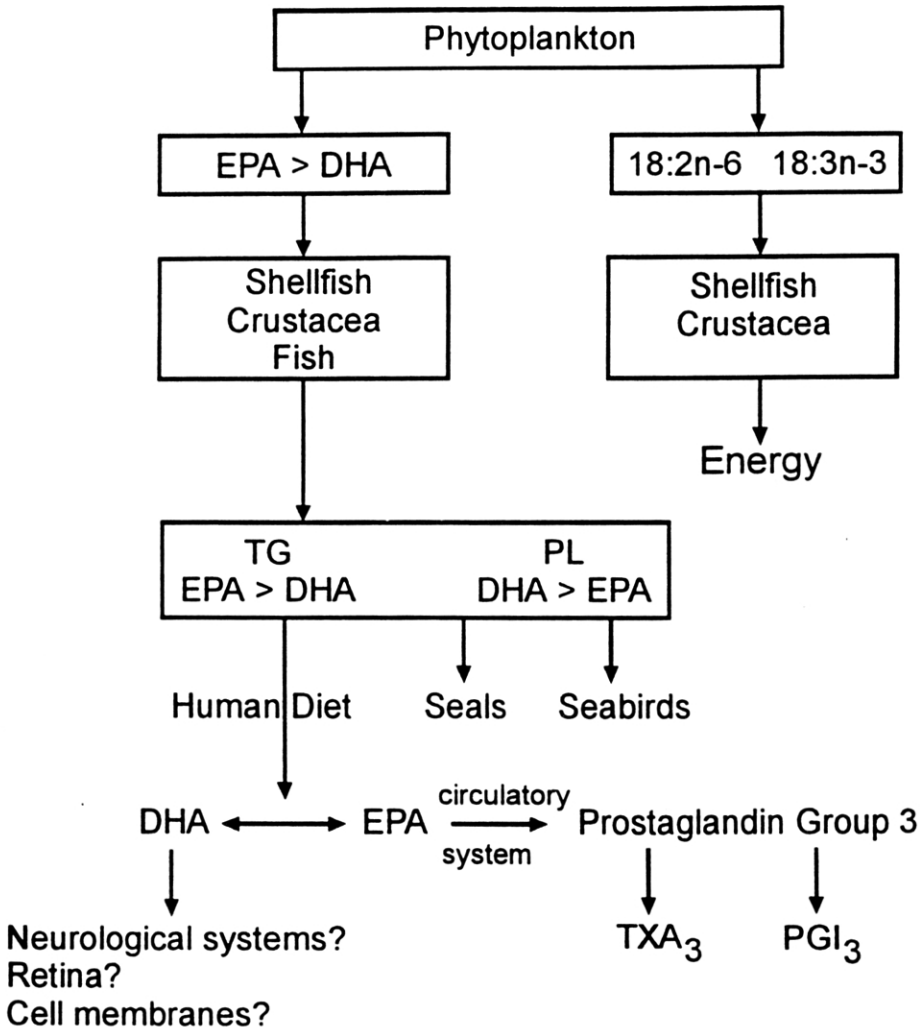 Phytoplankton
EPA > DHA
18:2n-6 18:3n-3
Shellfish
Crustacea
Fish
Shellfish
Crustacea
Energy
TG PL
EPA > DHA DHA > EPA
Human Diet Seals Seabirds
circulatory
DHA EPA Prostaglandin Group 3
system
Neurological systems?
Retina?
Cell membranes?
TXA3 PGI3